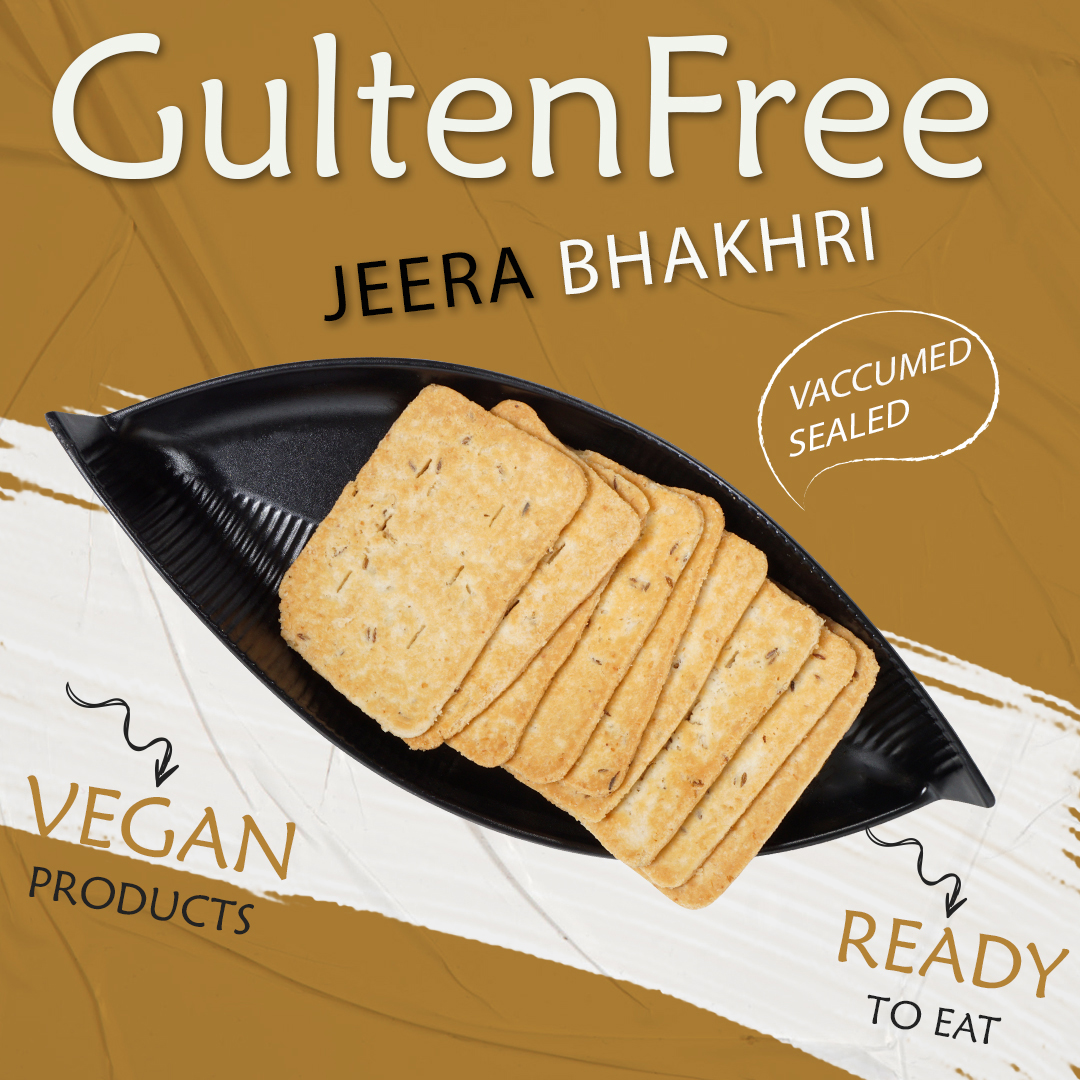 GultenFree
JEERA BHAKHRI
VACCUMED
SEALED
VEGAN
PRODUCTS
READY
TO EAT